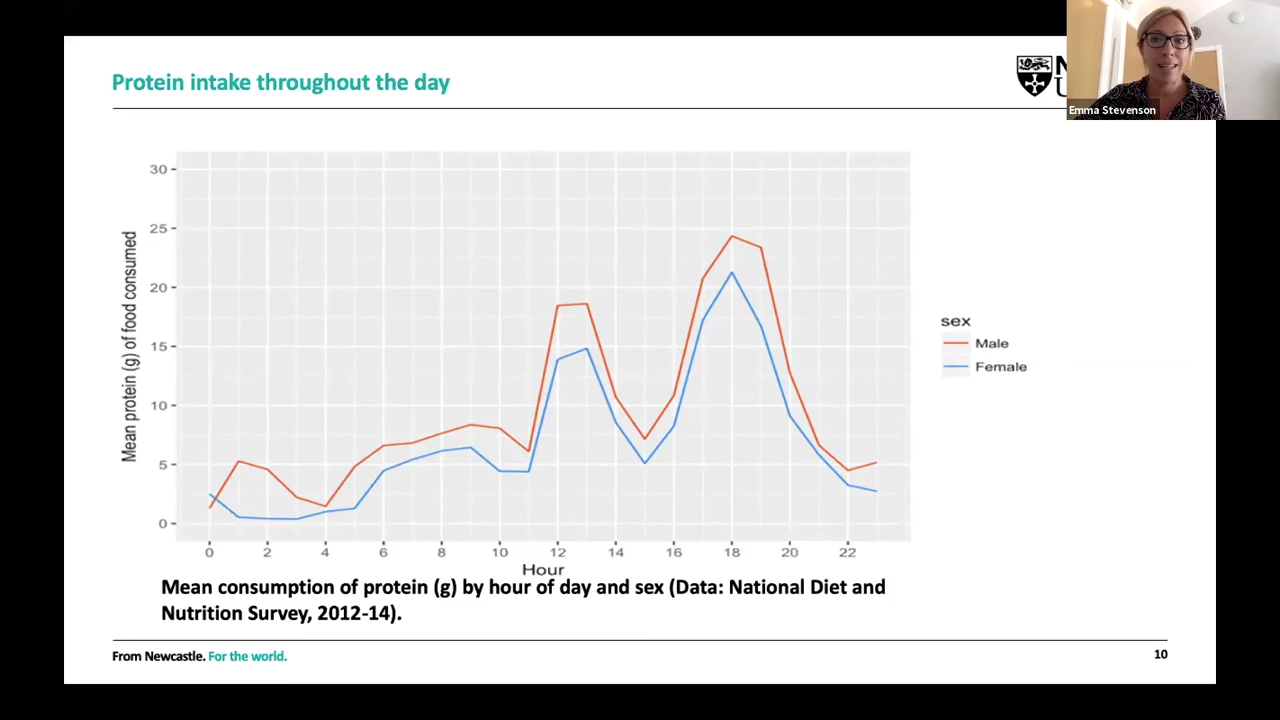 Protein intake throughout the day
Emma Stevenson
30
25
20
15
10
5
0
Mean protein (g) of food consumed
0 2 4 6 8 10 12 14 16 18 20 22
Hour
sex
Male
Female
Mean consumption of protein (g) by hour of day and sex (Data: National Diet and
Nutrition Survey, 2012-14).
From Newcastle. For the world.
10